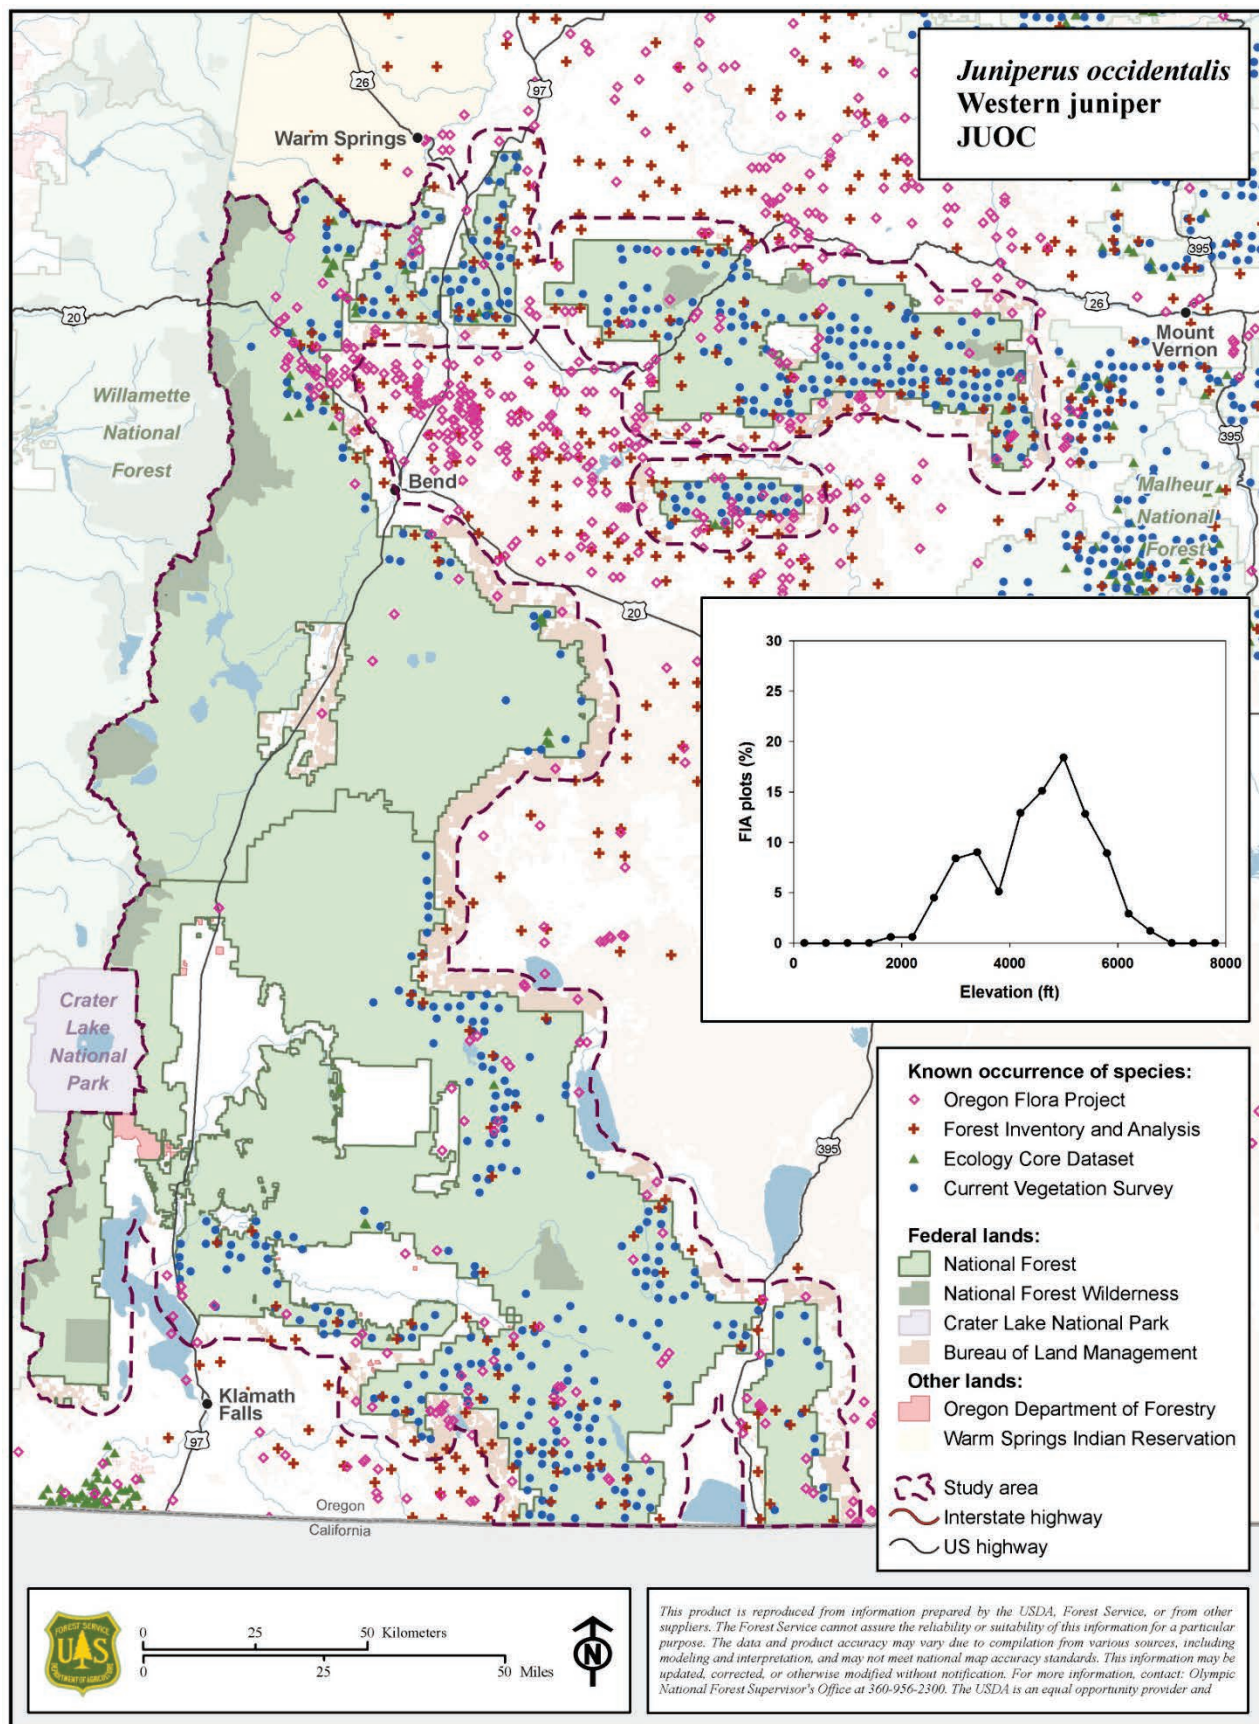 Juniperus occidentalis
Western juniper
JUOC
26
97
Warm Springs
395
26
20
Mount
Vernon
Willamette
National
Forest
395
Bend
Malheur
National
Forest
20
30
25
20
15
10
5
0
FIA plots (%)
0 2000 4000 6000 8000
Elevation (ft)
Crater
Lake
National
Park
Known occurrence of species:
Oregon Flora Project
Forest Inventory and Analysis
Ecology Core Dataset
Current Vegetation Survey
395
Federal lands:
National Forest
National Forest Wilderness
Crater Lake National Park
Bureau of Land Management
Other lands:
Oregon Department of Forestry
Warm Springs Indian Reservation
Study area
Interstate highway
US highway
Klamath
Falls
97
Oregon
California
FOREST SERVICE
U S
DEPARTMENT OF AGRICULTURE
0 25 50 Kilometers
0 25 50 Miles
N
This product is reproduced from information prepared by the USDA, Forest Service, or from other
suppliers. The Forest Service cannot assure the reliability or suitability of this information for a particular
purpose. The data and product accuracy may vary due to compilation from various sources, including
modeling and interpretation, and may not meet national map accuracy standards. This information may be
updated, corrected, or otherwise modified without notification. For more information, contact: Olympic
National Forest Supervisor's Office at 360-956-2300. The USDA is an equal opportunity provider and